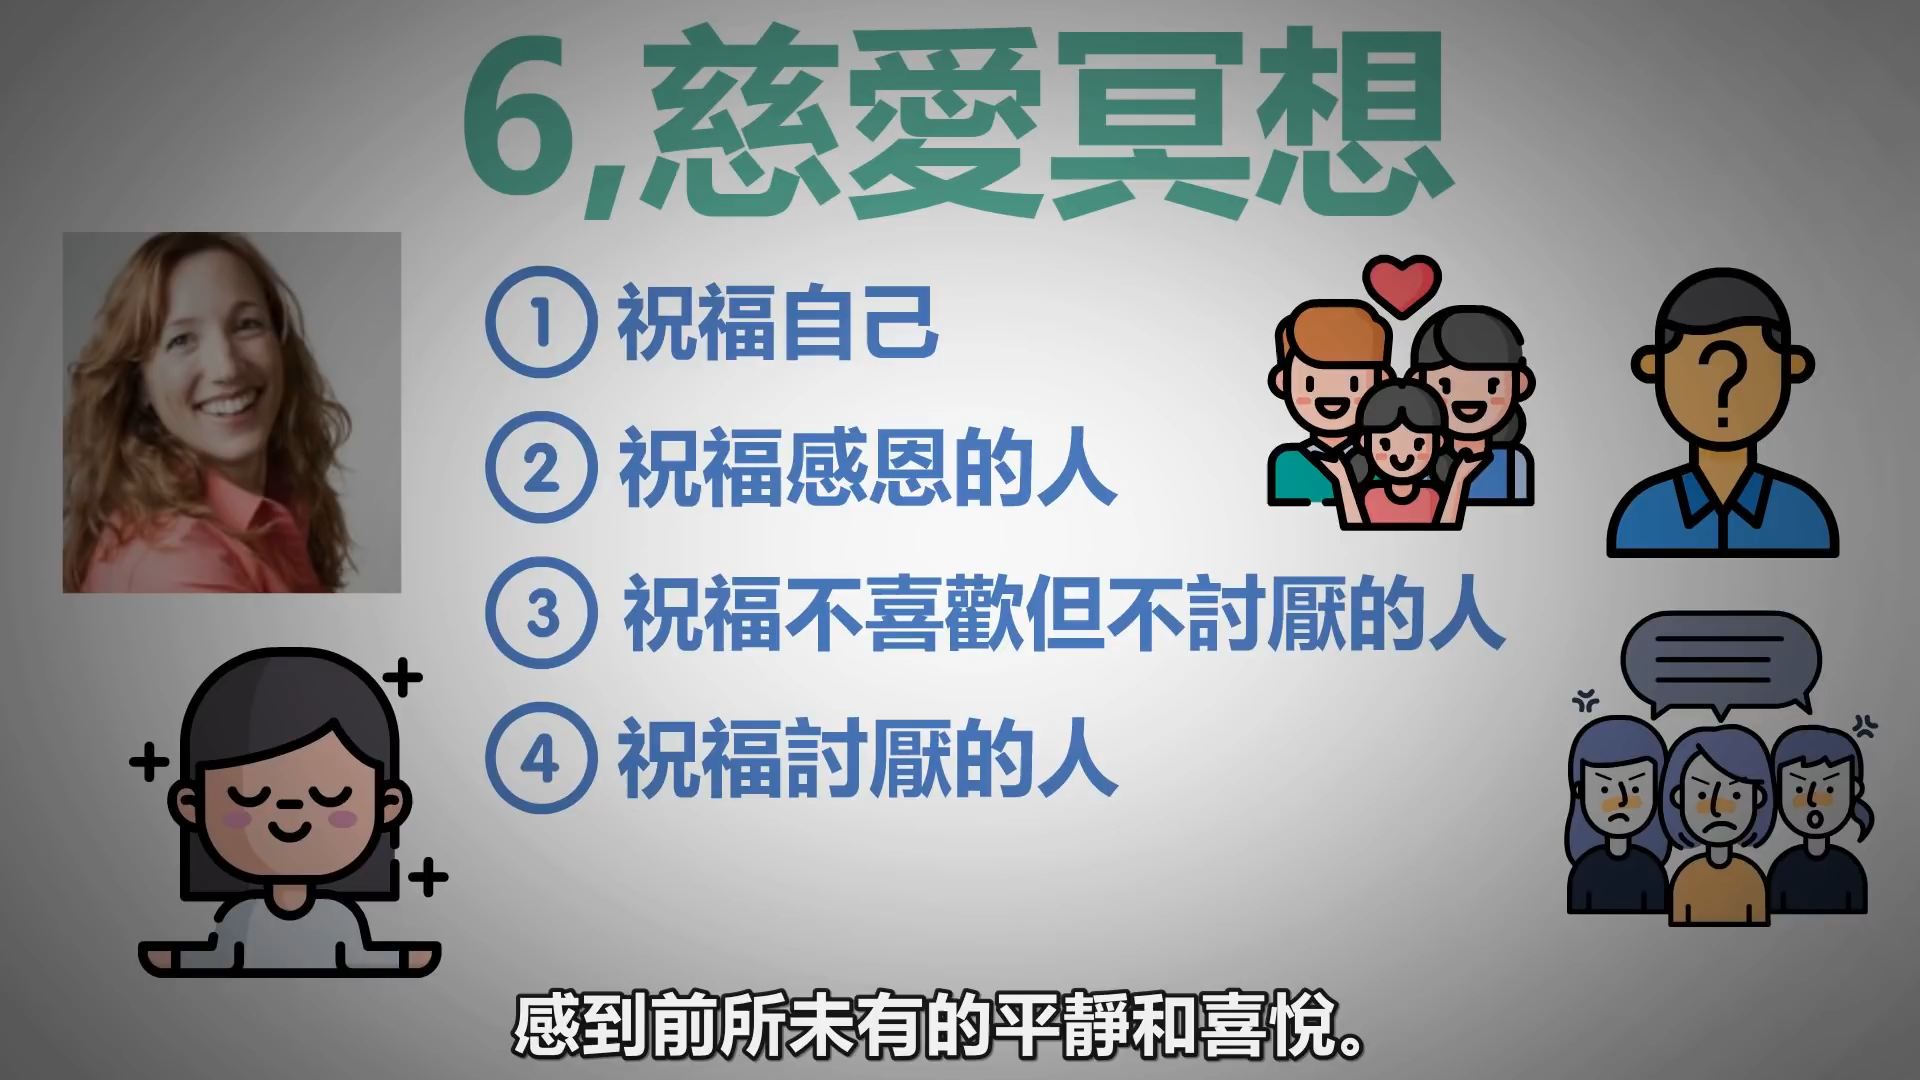 6,慈愛冥想
① 祝福自己
② 祝福感恩的人
③ 祝福不喜歡但不討厭的人
④ 祝福討厭的人
?
感到前所未有的平靜和喜悅。